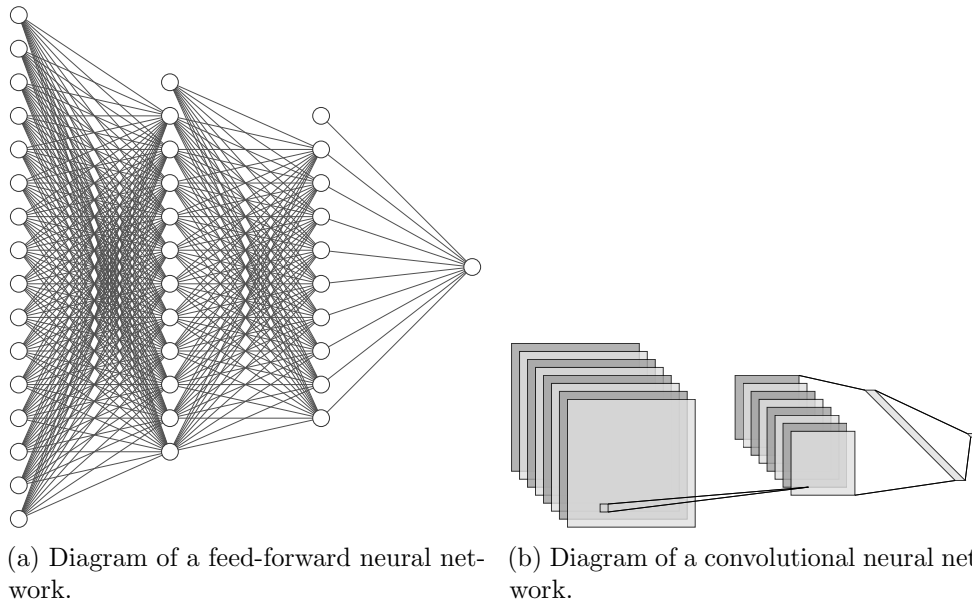 (a) Diagram of a feed-forward neural net-
work.
(b) Diagram of a convolutional neural net
work.